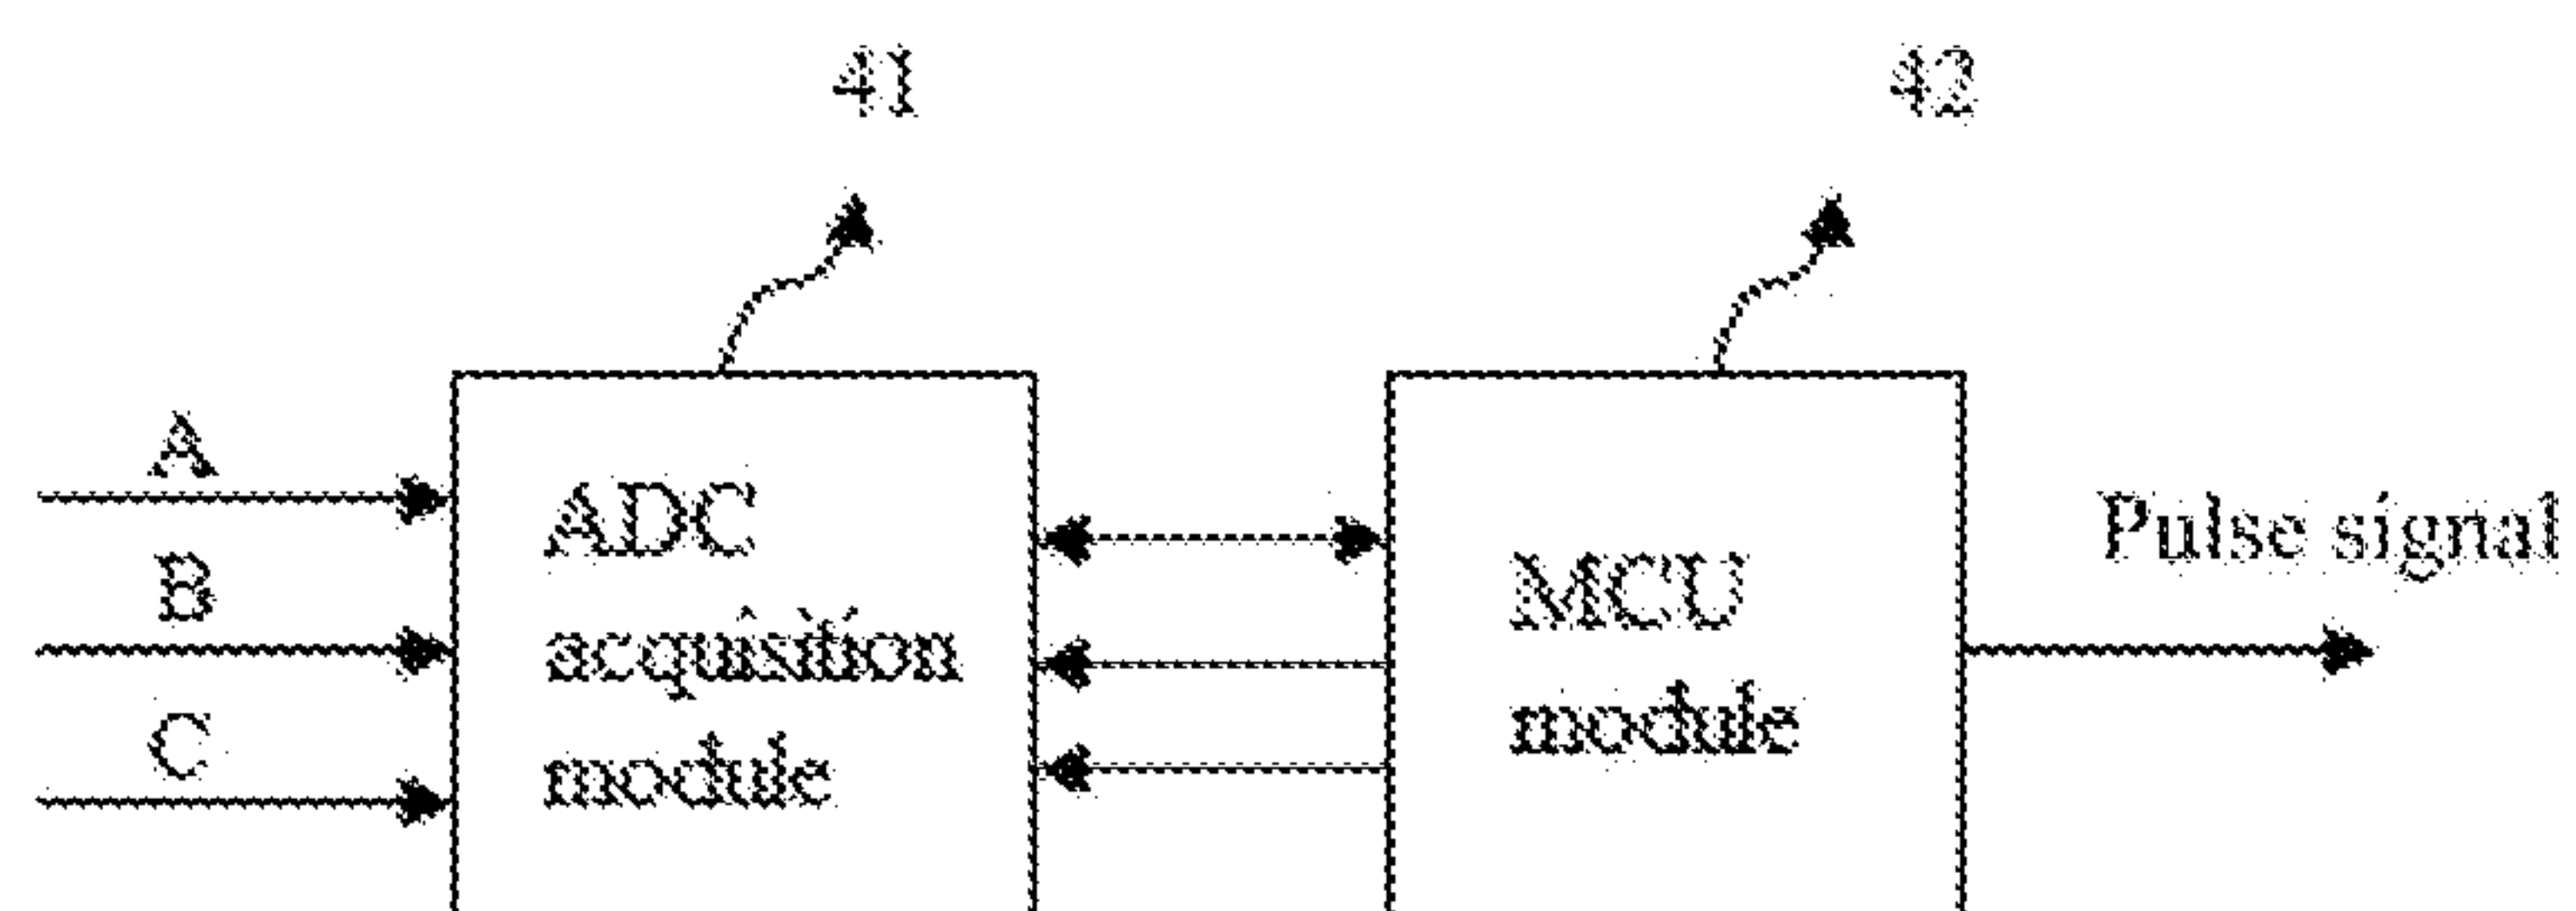 41
42
A
B
C
ADC
acquisition
module
MCU
module
Pulse signal